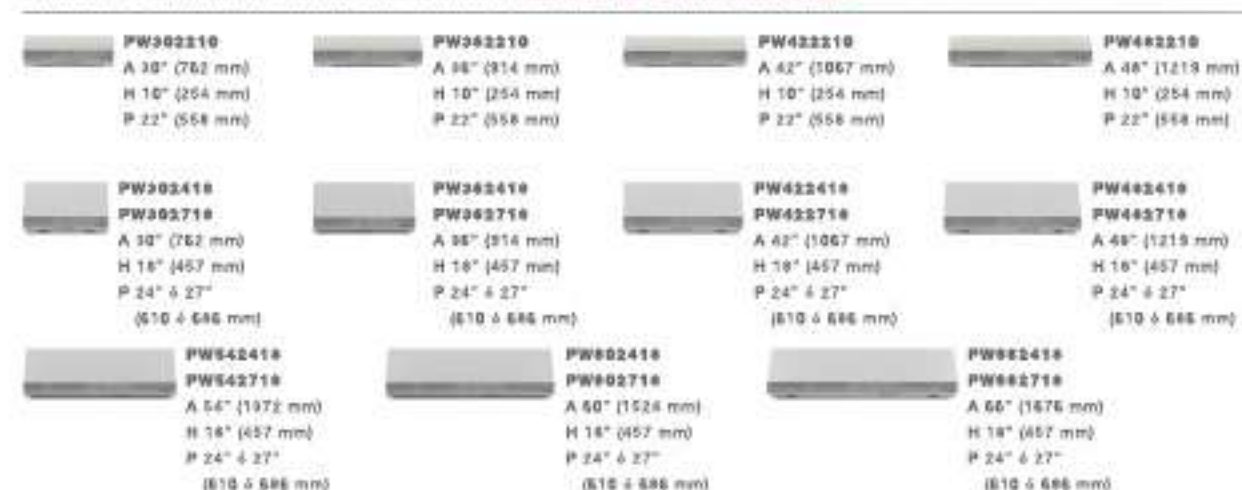 PW302210
A 30" (762 mm)
H 10" (254 mm)
P 22" (558 mm)
PW362210
A 36" (914 mm)
H 10" (254 mm)
P 22" (558 mm)
PW422210
A 42" (1067 mm)
H 10" (254 mm)
P 22" (558 mm)
PW482210
A 48" (1219 mm)
H 10" (254 mm)
P 22" (558 mm)
PW302418
PW302718
A 30" (762 mm)
H 18" (457 mm)
P 24" ó 27"
(610 ó 686 mm)
PW362418
PW362718
A 36" (914 mm)
H 18" (457 mm)
P 24" ó 27"
(610 ó 686 mm)
PW422418
PW422718
A 42" (1067 mm)
H 18" (457 mm)
P 24" ó 27"
(610 ó 686 mm)
PW482418
PW482718
A 48" (1219 mm)
H 18" (457 mm)
P 24" ó 27"
(610 ó 686 mm)
PW542418
PW542718
A 54" (1372 mm)
H 18" (457 mm)
P 24" ó 27"
(610 ó 686 mm)
PW602418
PW602718
A 60" (1524 mm)
H 18" (457 mm)
P 24" ó 27"
(610 ó 686 mm)
PW662418
PW662718
A 66" (1676 mm)
H 18" (457 mm)
P 24" ó 27"
(610 ó 686 mm)